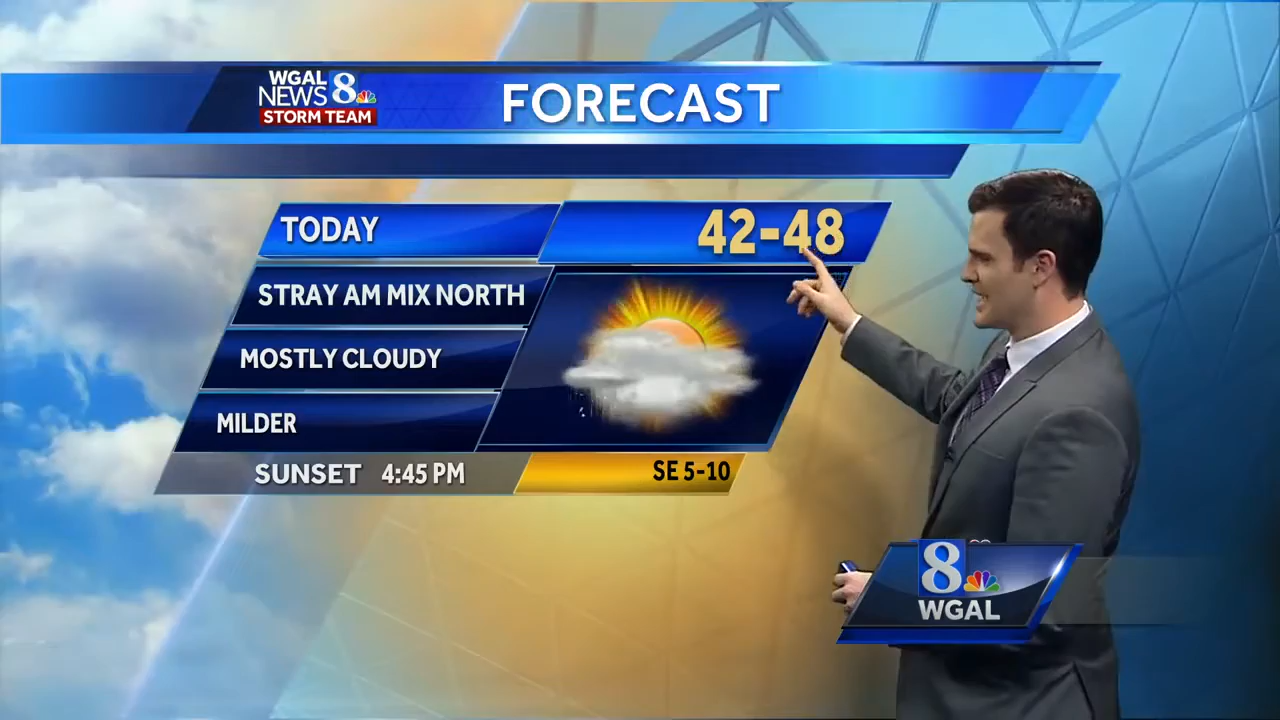 WGAL
NEWS 8
STORM TEAM
FORECAST
TODAY
42-48
STRAY AM MIX NORTH
MOSTLY CLOUDY
MILDER
SUNSET 4:45 PM
SE 5-10
8
WGAL